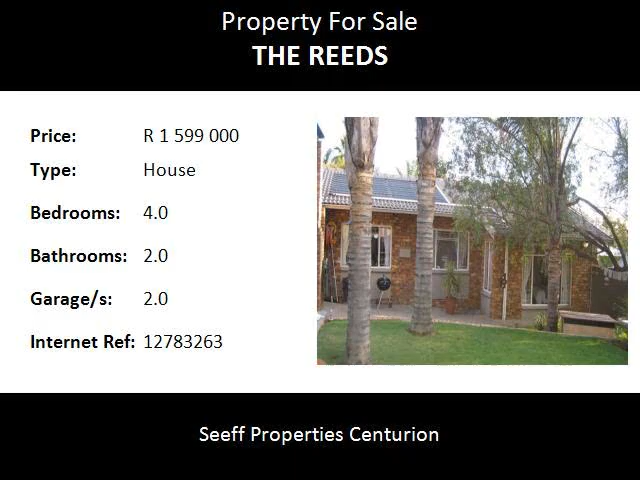 Property For Sale
THE REEDS
Price: R 1 599 000
Type: House
Bedrooms: 4.0
Bathrooms: 2.0
Garage/s: 2.0
Internet Ref: 12783263
Seeff Properties Centurion